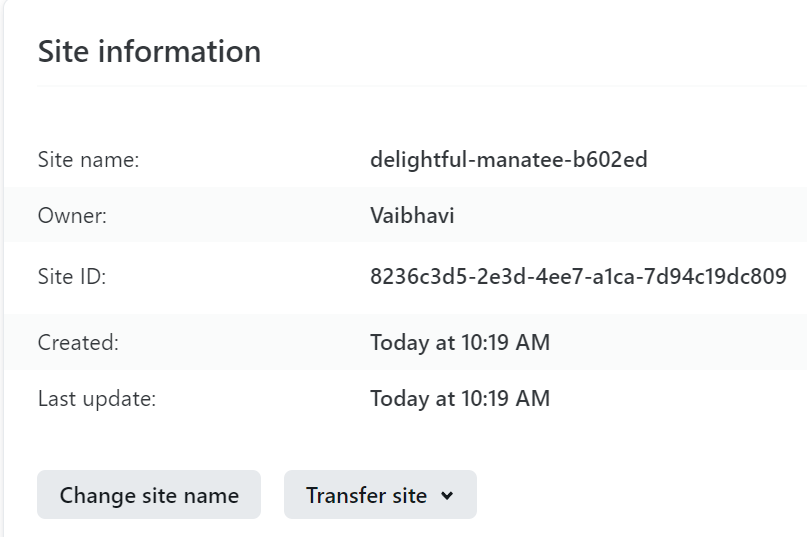 Site information
Site name: delightful-manatee-b602ed
Owner: Vaibhavi
Site ID: 8236c3d5-2e3d-4ee7-a1ca-7d94c19dc809
Created: Today at 10:19 AM
Last update: Today at 10:19 AM
Change site name Transfer site